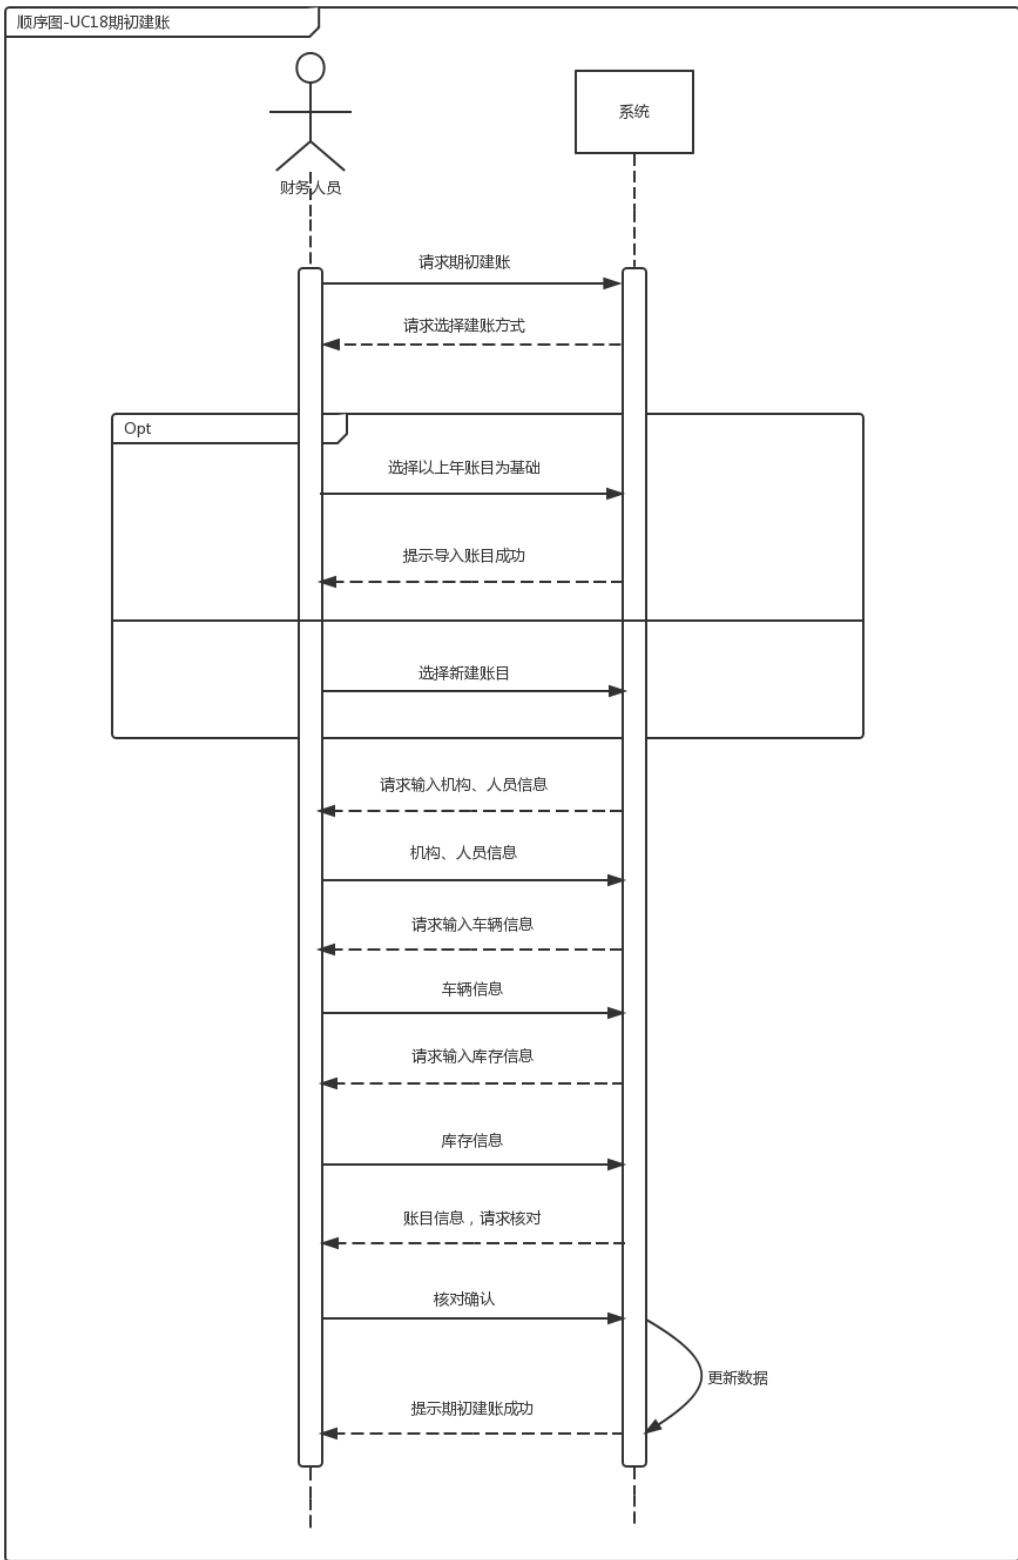 顺序图-UC18期初建账
系统
财务人员
请求期初建账
请求选择建账方式
Opt
选择以上年账目为基础
提示导入账目成功
选择新建账目
请求输入机构、人员信息
机构、人员信息
请求输入车辆信息
车辆信息
请求输入库存信息
库存信息
账目信息，请求核对
核对确认
更新数据
提示期初建账成功